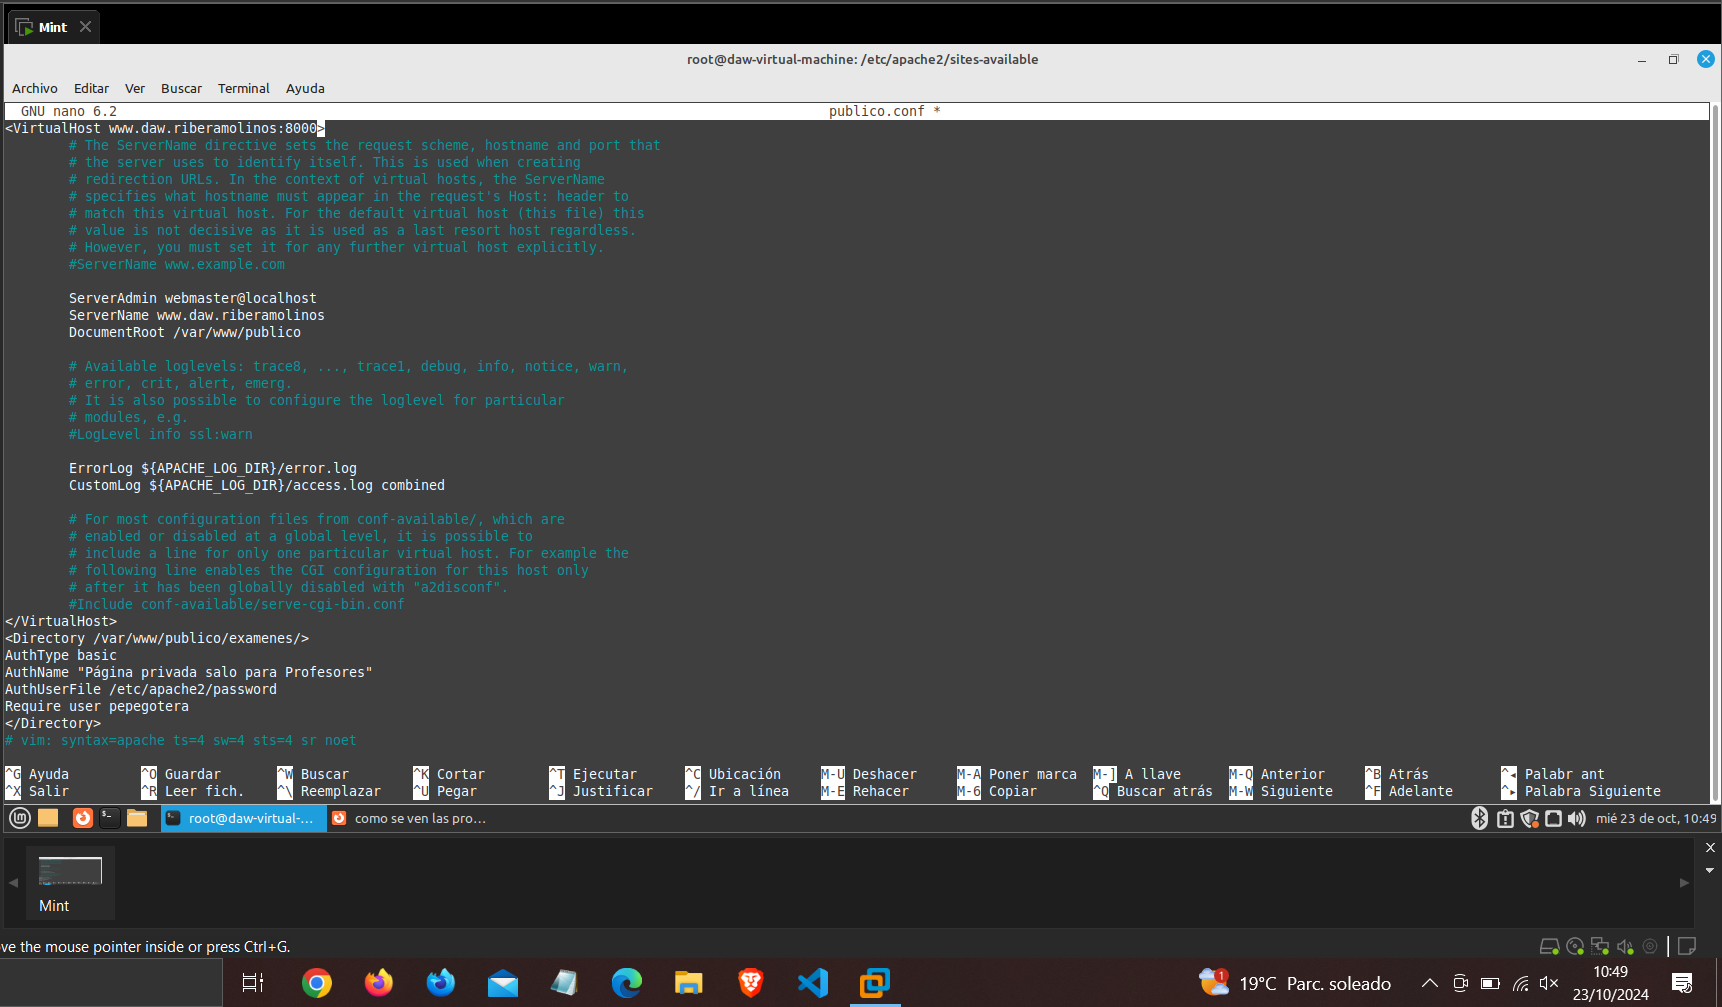 Mint
root@daw-virtual-machine: /etc/apache2/sites-available
Archivo Editar Ver Buscar Terminal Ayuda
GNU nano 6.2 publico.conf *
<VirtualHost www.daw.riberamolinos:8000>
# The ServerName directive sets the request scheme, hostname and port that
# the server uses to identify itself. This is used when creating
# redirection URLs. In the context of virtual hosts, the ServerName
# specifies what hostname must appear in the request's Host: header to
# match this virtual host. For the default virtual host (this file) this
# value is not decisive as it is used as a last resort host regardless.
# However, you must set it for any further virtual host explicitly.
#ServerName www.example.com
ServerAdmin webmaster@localhost
ServerName www.daw.riberamolinos
DocumentRoot /var/www/publico
# Available loglevels: trace8, ..., trace1, debug, info, notice, warn,
# error, crit, alert, emerg.
# It is also possible to configure the loglevel for particular
# modules, e.g.
#LogLevel info ssl:warn
ErrorLog ${APACHE_LOG_DIR}/error.log
CustomLog ${APACHE_LOG_DIR}/access.log combined
# For most configuration files from conf-available/, which are
# enabled or disabled at a global level, it is possible to
# include a line for only one particular virtual host. For example the
# following line enables the CGI configuration for this host only
# after it has been globally disabled with "a2disconf".
#Include conf-available/serve-cgi-bin.conf
</VirtualHost>
<Directory /var/www/publico/examenes/>
AuthType basic
AuthName "Página privada salo para Profesores"
AuthUserFile /etc/apache2/password
Require user pepegotera
</Directory>
# vim: syntax=apache ts=4 sw=4 sts=4 sr noet
^G Ayuda ^O Guardar ^W Buscar ^K Cortar ^T Ejecutar ^C Ubicación M-U Deshacer M-A Poner marca M-] A llave M-Q Anterior ^B Atrás ^◂ Palabr ant
^X Salir ^R Leer fich. ^\ Reemplazar ^U Pegar ^J Justificar ^/ Ir a línea M-E Rehacer M-6 Copiar ^Q Buscar atrás M-W Siguiente ^F Adelante ^▸ Palabra Siguiente
root@daw-virtual-... como se ven las pro... mié 23 de oct, 10:49
Mint
ve the mouse pointer inside or press Ctrl+G.
1 19°C Parc. soleado 10:49
23/10/2024